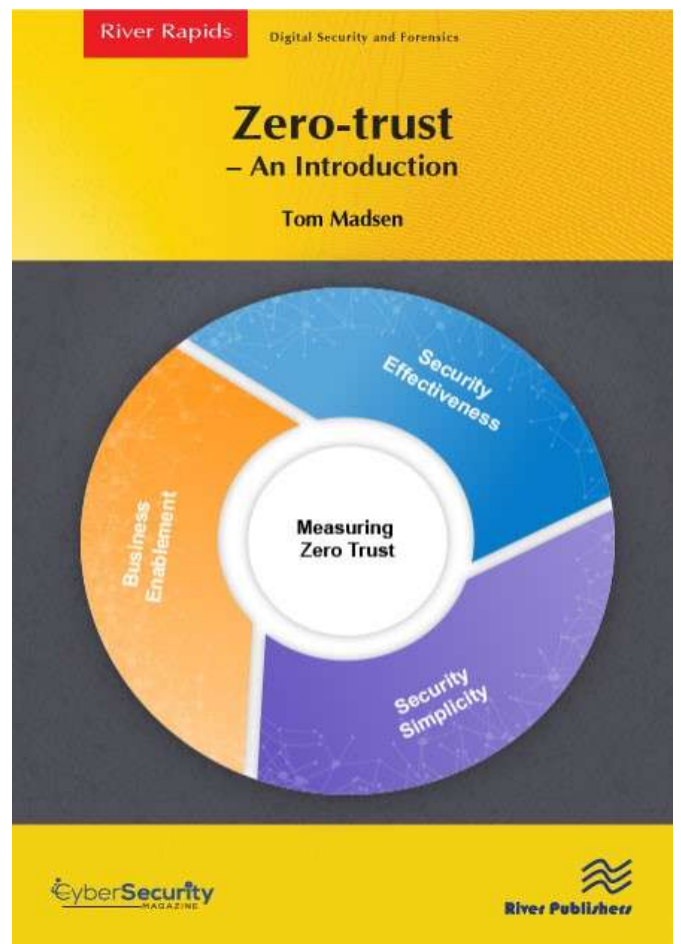 River Rapids
Digital Security and Forensics
Zero-trust
– An Introduction
Tom Madsen
Security
Effectiveness
Business
Enablement
Measuring
Zero Trust
Security
Simplicity
CyberSecurity
MAGAZINE
River Publishers